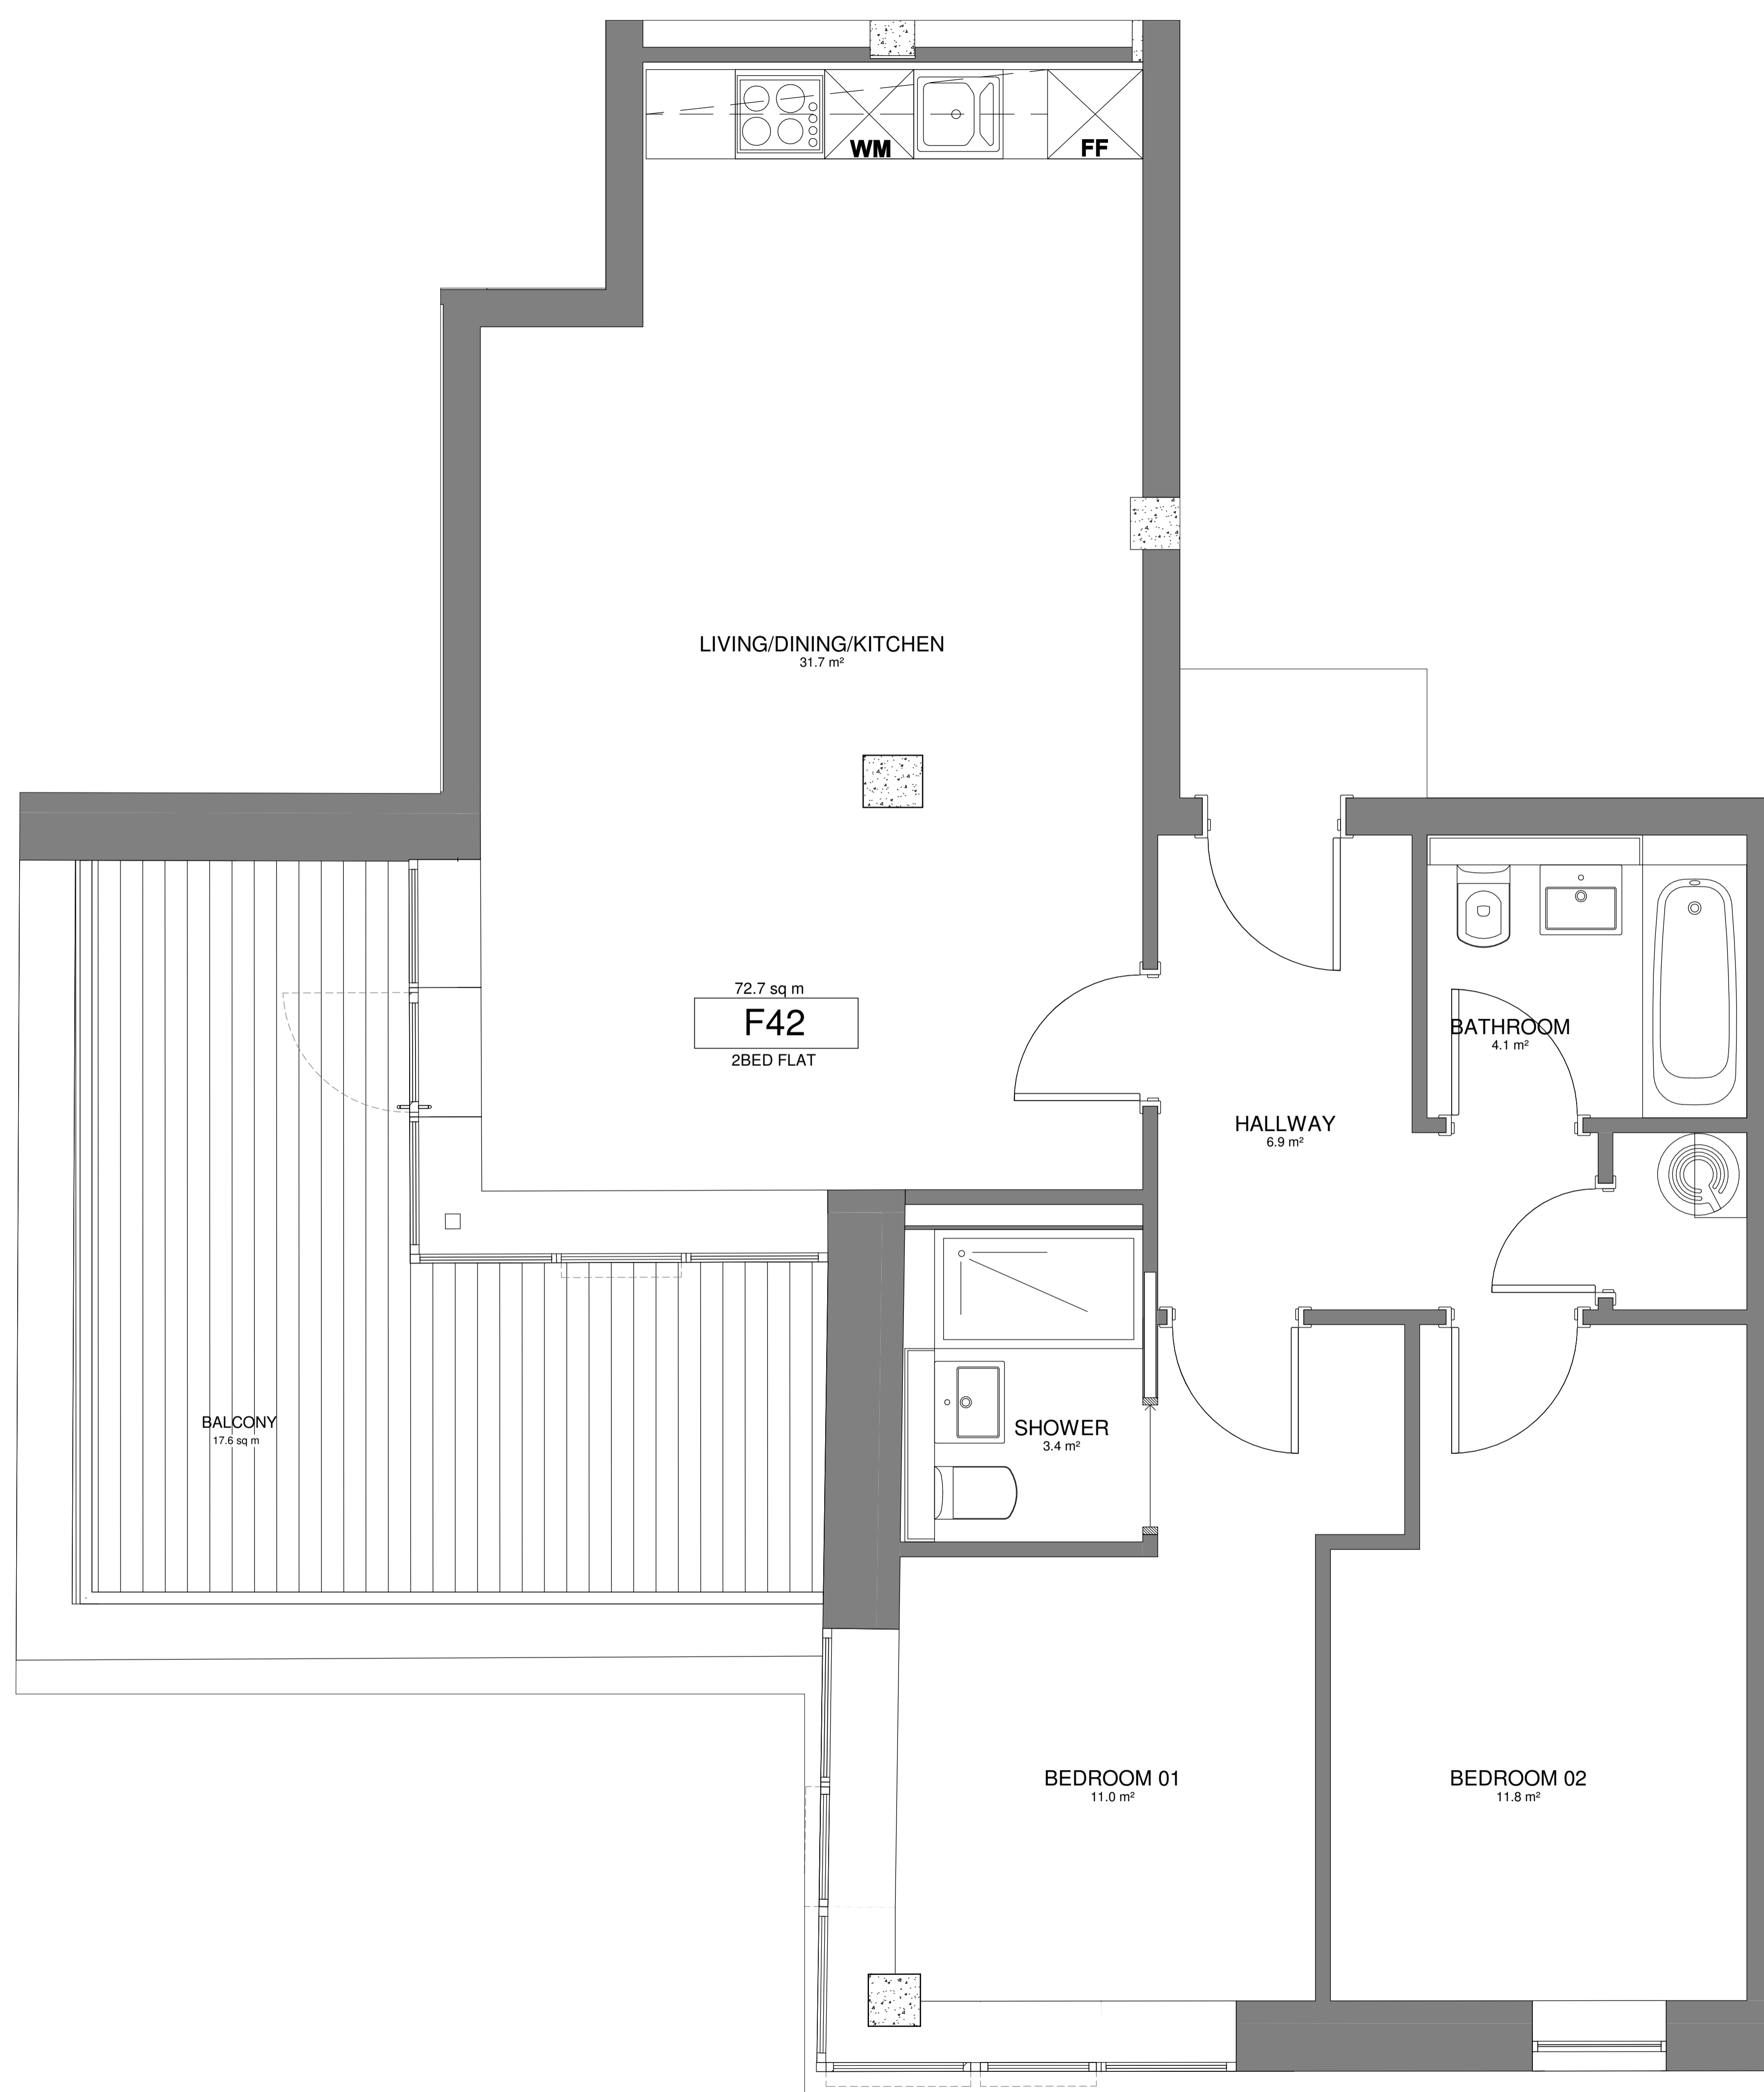 WM
FF
LIVING/DINING/KITCHEN
31.7 m²
72.7 sq m
F42
2BED FLAT
BATHROOM
4.1 m²
HALLWAY
6.9 m²
BALCONY
17.6 sq m
SHOWER
3.4 m²
BEDROOM 01
11.0 m²
BEDROOM 02
11.8 m²